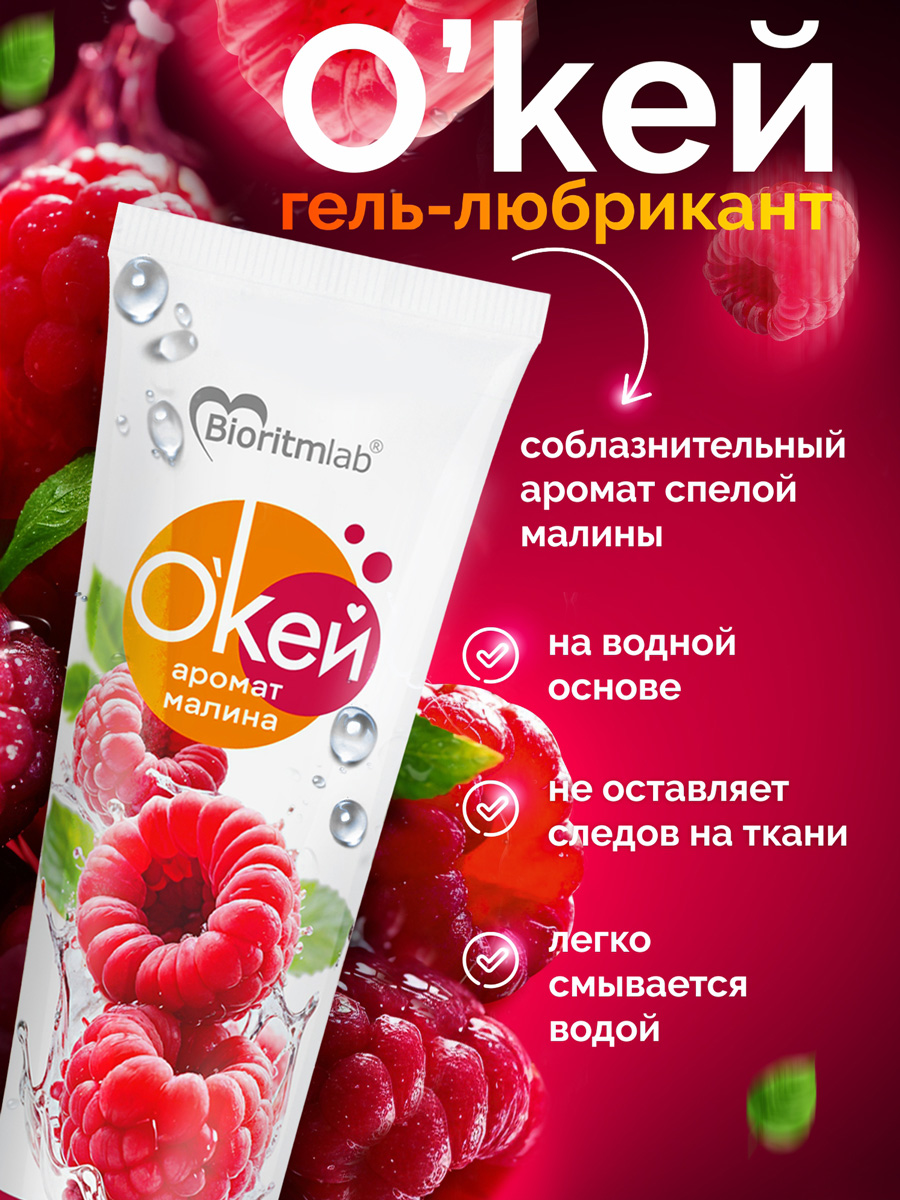 О'кей
гель-любрикант
соблазнительный
аромат спелой
малины
на водной
основе
не оставляет
следов на ткани
легко
смывается
водой
Bioritmlab®
О'кей
аромат
малина